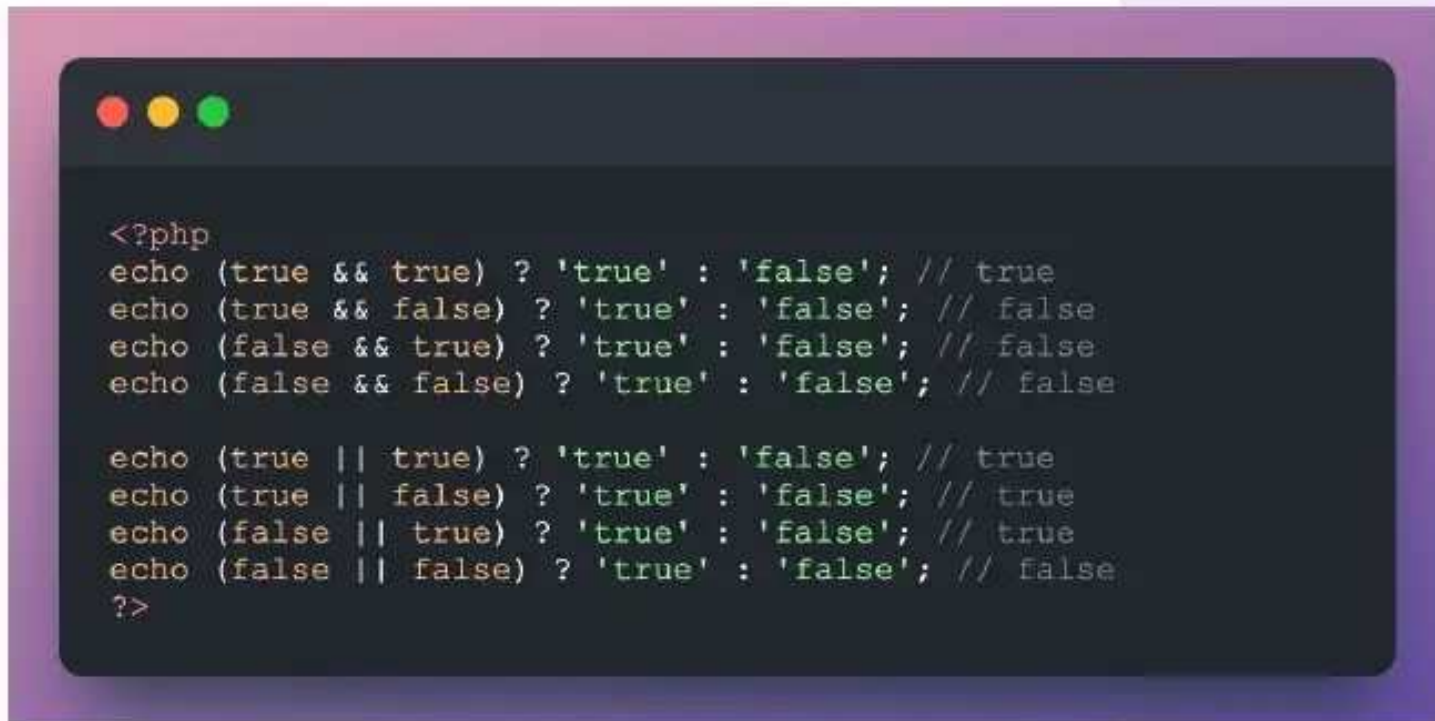 <?php
echo (true && true) ? 'true' : 'false'; // true
echo (true && false) ? 'true' : 'false'; // false
echo (false && true) ? 'true' : 'false'; // false
echo (false && false) ? 'true' : 'false'; // false

echo (true || true) ? 'true' : 'false'; // true
echo (true || false) ? 'true' : 'false'; // true
echo (false || true) ? 'true' : 'false'; // true
echo (false || false) ? 'true' : 'false'; // false
?>